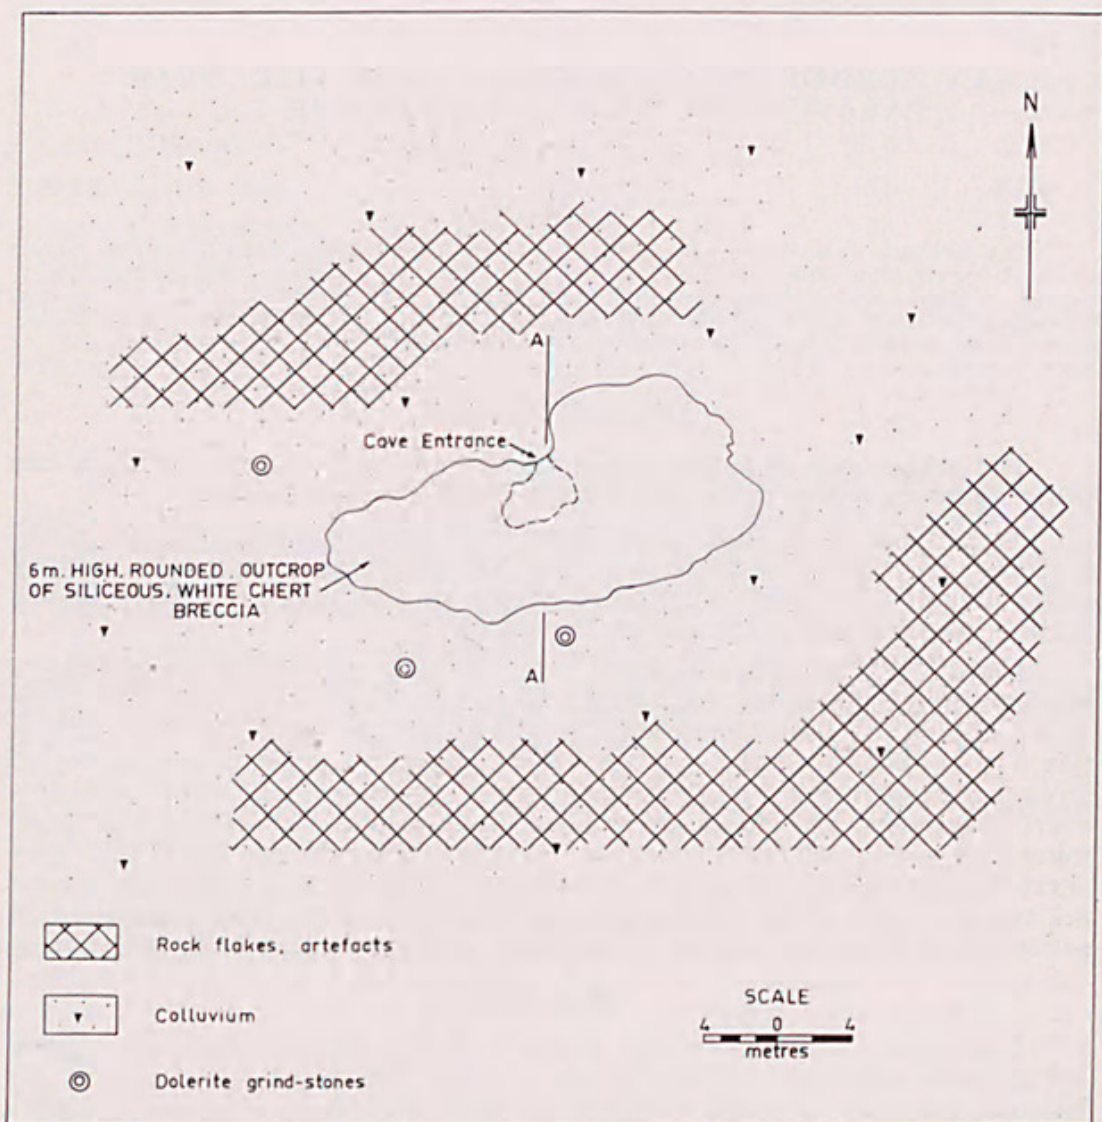 N
A
Cave Entrance
6m. HIGH, ROUNDED. OUTCROP
OF SILICEOUS, WHITE CHERT
BRECCIA
A
Rock flakes, artefacts
Colluvium
Dolerite grind-stones
SCALE
4 0 4
metres